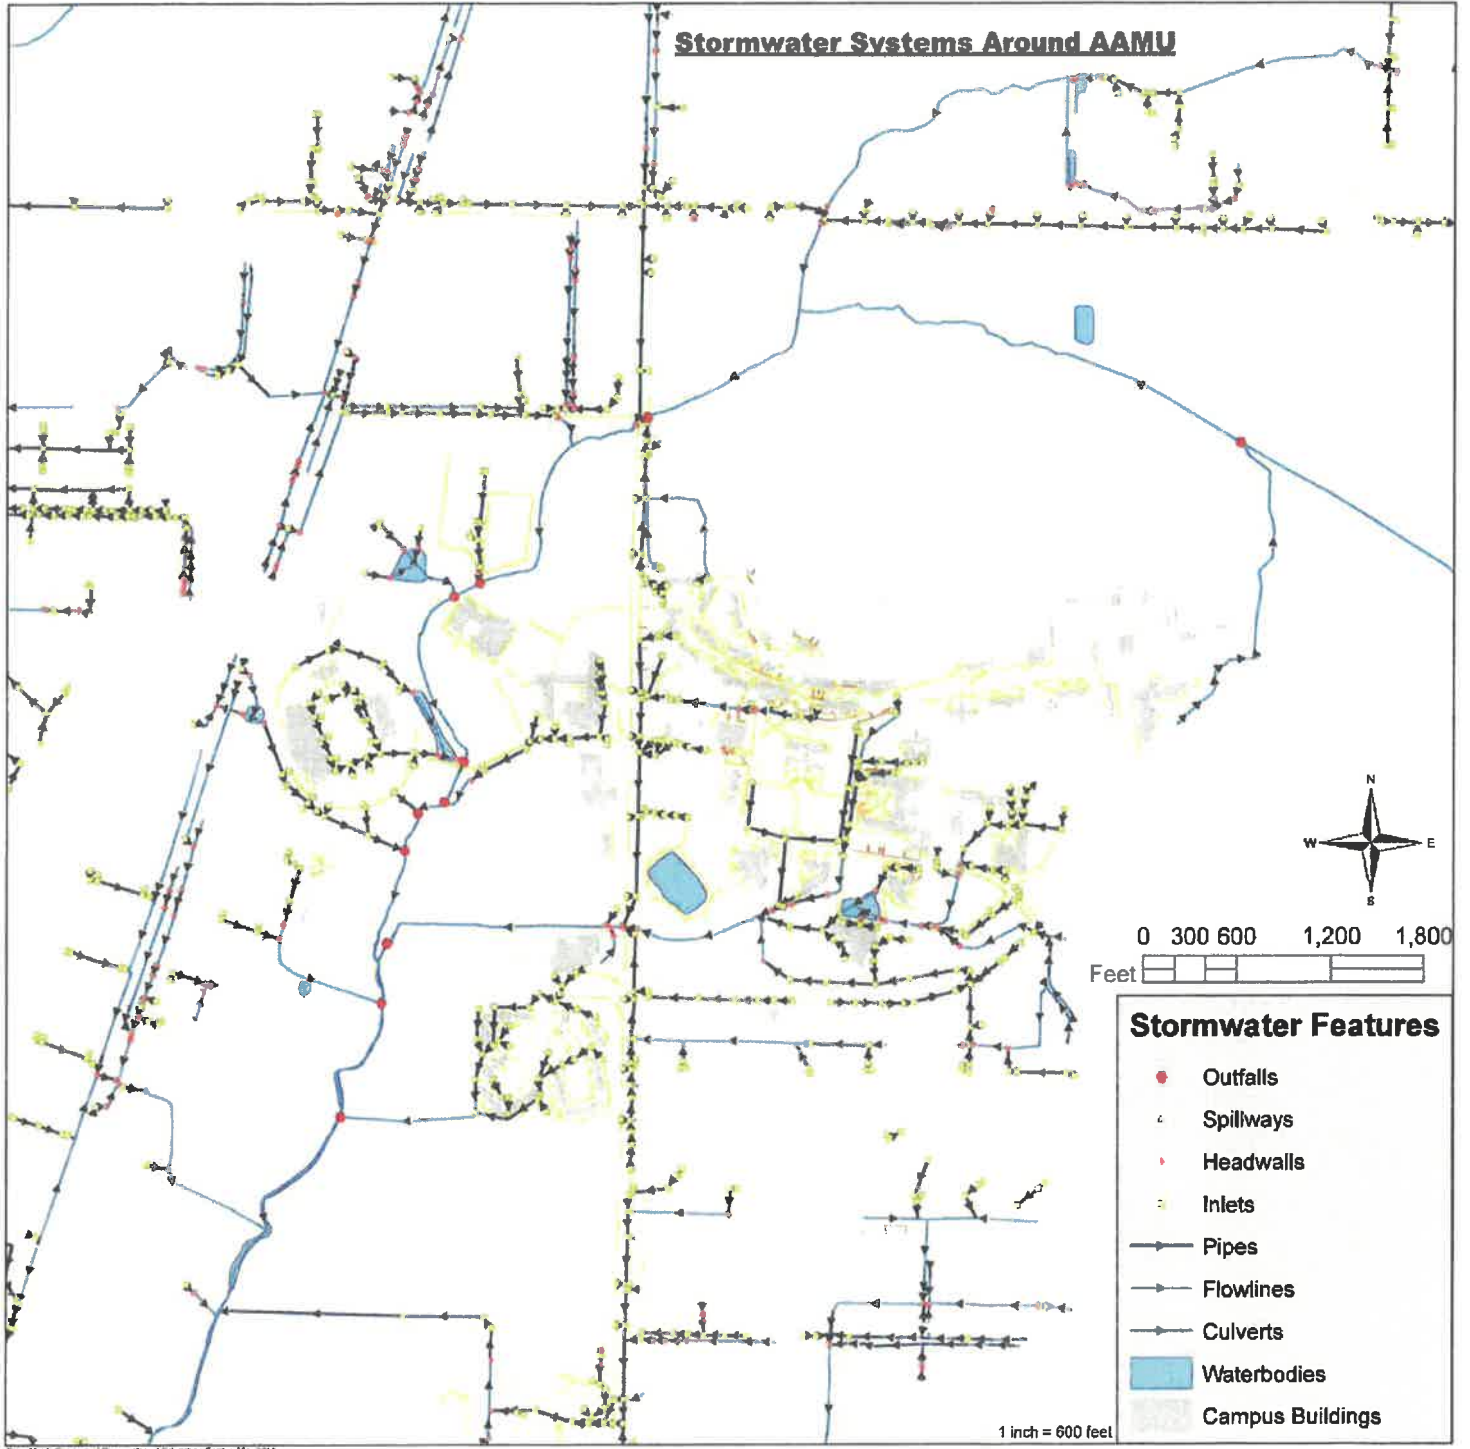 Stormwater Systems Around AAMU
N
W E
S
0 300 600 1,200 1,800
Feet
Stormwater Features
Outfalls
Spillways
Headwalls
Inlets
Pipes
Flowlines
Culverts
Waterbodies
Campus Buildings
1 inch = 600 feet